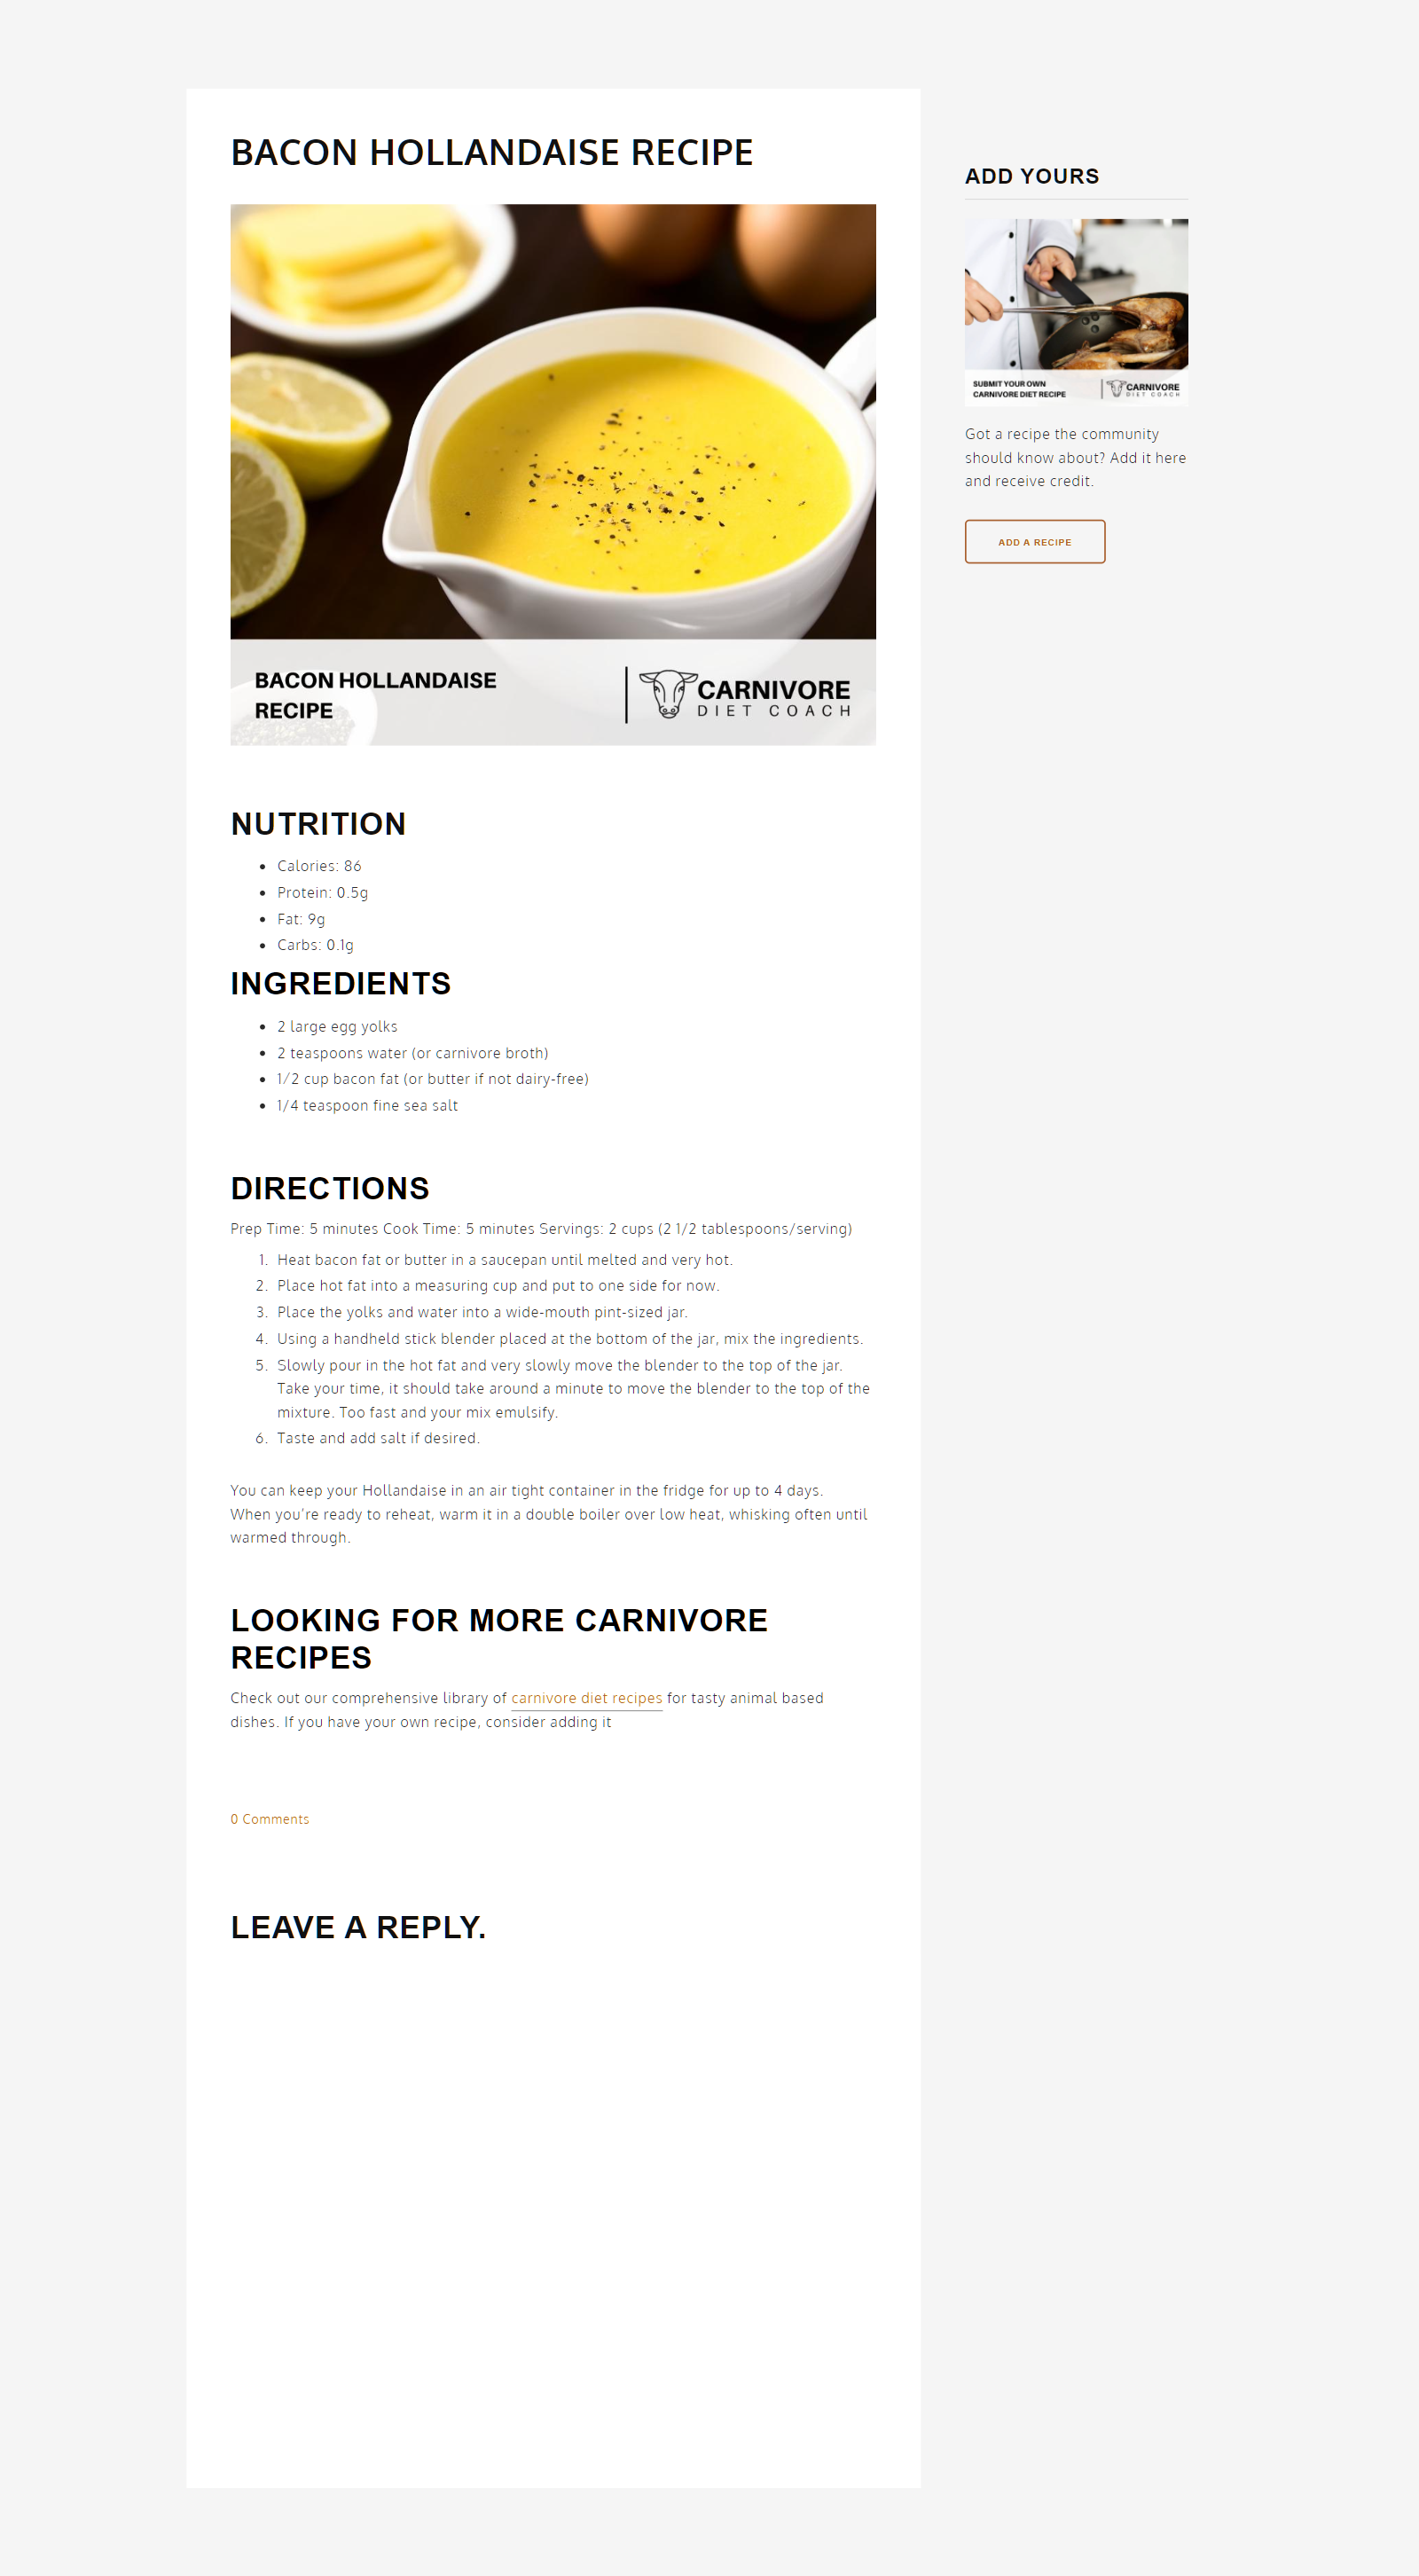 BACON HOLLANDAISE RECIPE
BACON HOLLANDAISE
RECIPE
CARNIVORE
DIET COACH
NUTRITION
• Calories: 86
• Protein: 0.5g
• Fat: 9g
• Carbs: 0.1g
INGREDIENTS
• 2 large egg yolks
• 2 teaspoons water (or carnivore broth)
• 1/2 cup bacon fat (or butter if not dairy-free)
• 1/4 teaspoon fine sea salt
DIRECTIONS
Prep Time: 5 minutes Cook Time: 5 minutes Servings: 2 cups (2 1/2 tablespoons/serving)
1. Heat bacon fat or butter in a saucepan until melted and very hot.
2. Place hot fat into a measuring cup and put to one side for now.
3. Place the yolks and water into a wide-mouth pint-sized jar.
4. Using a handheld stick blender placed at the bottom of the jar, mix the ingredients.
5. Slowly pour in the hot fat and very slowly move the blender to the top of the jar.
Take your time, it should take around a minute to move the blender to the top of the
mixture. Too fast and your mix emulsify.
6. Taste and add salt if desired.
You can keep your Hollandaise in an air tight container in the fridge for up to 4 days.
When you're ready to reheat, warm it in a double boiler over low heat, whisking often until
warmed through.
LOOKING FOR MORE CARNIVORE
RECIPES
Check out our comprehensive library of carnivore diet recipes for tasty animal based
dishes. If you have your own recipe, consider adding it
0 Comments
LEAVE A REPLY.
ADD YOURS
SUBMIT YOUR OWN
CARNIVORE DIET RECIPE
CARNIVORE
DIET COACH
Got a recipe the community
should know about? Add it here
and receive credit.
ADD A RECIPE